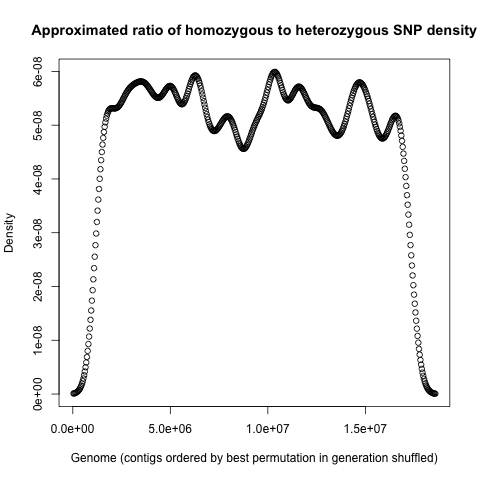 Approximated ratio of homozygous to heterozygous SNP density
6e-08
5e-08
4e-08
3e-08
2e-08
1e-08
0e+00
Density
0.0e+00 5.0e+06 1.0e+07 1.5e+07
Genome (contigs ordered by best permutation in generation shuffled)